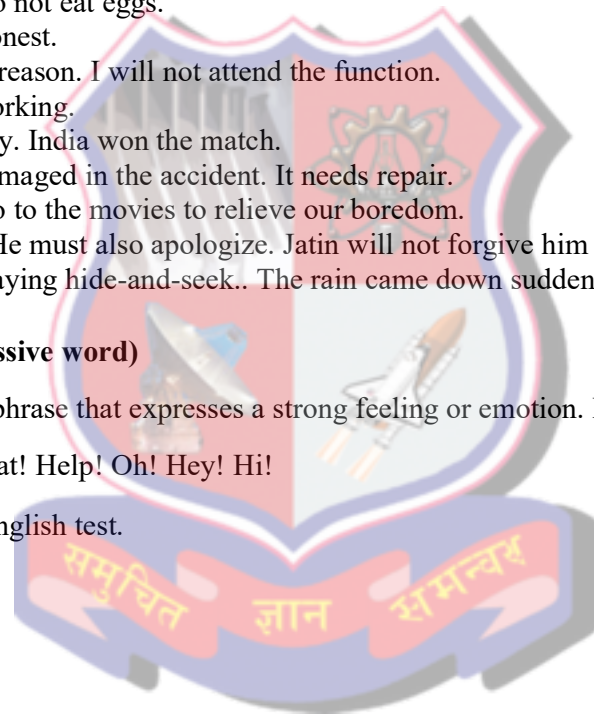 not eat eggs.
onest.
reason. I will not attend the function.
orking.
y. India won the match.
maged in the accident. It needs repair.
o to the movies to relieve our boredom.
He must also apologize. Jatin will not forgive him
aying hide-and-seek.. The rain came down sudden
ssive word)
phrase that expresses a strong feeling or emotion.
at! Help! Oh! Hey! Hi!
nglish test.
समुचित ज्ञान समन्वय